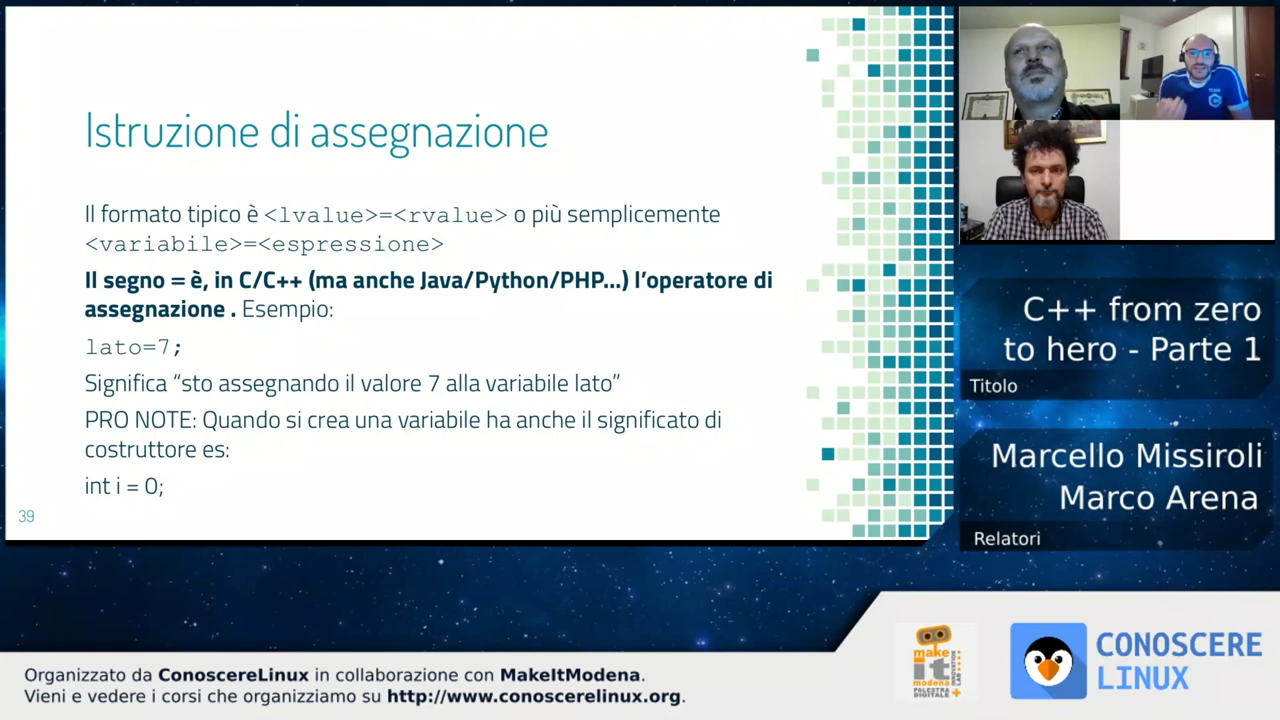 Istruzione di assegnazione
Il formato tipico è <lvalue>=<rvalue> o più semplicemente
<variabile>=<espressione>
Il segno = è, in C/C++ (ma anche Java/Python/PHP...) l'operatore di
assegnazione . Esempio:
lato=7;
Significa “sto assegnando il valore 7 alla variabile lato”
PRO NOTE: Quando si crea una variabile ha anche il significato di
costruttore es:
int i = 0;
39
C++ from zero
to hero - Parte 1
Titolo
Marcello Missiroli
Marco Arena
Relatori
make
it
modena
PALESTRA
DIGITALE
CONOSCERE
LINUX
Organizzato da ConoscereLinux in collaborazione con MakeItModena.
Vieni e vedere i corsi che organizziamo su http://www.conoscerelinux.org.